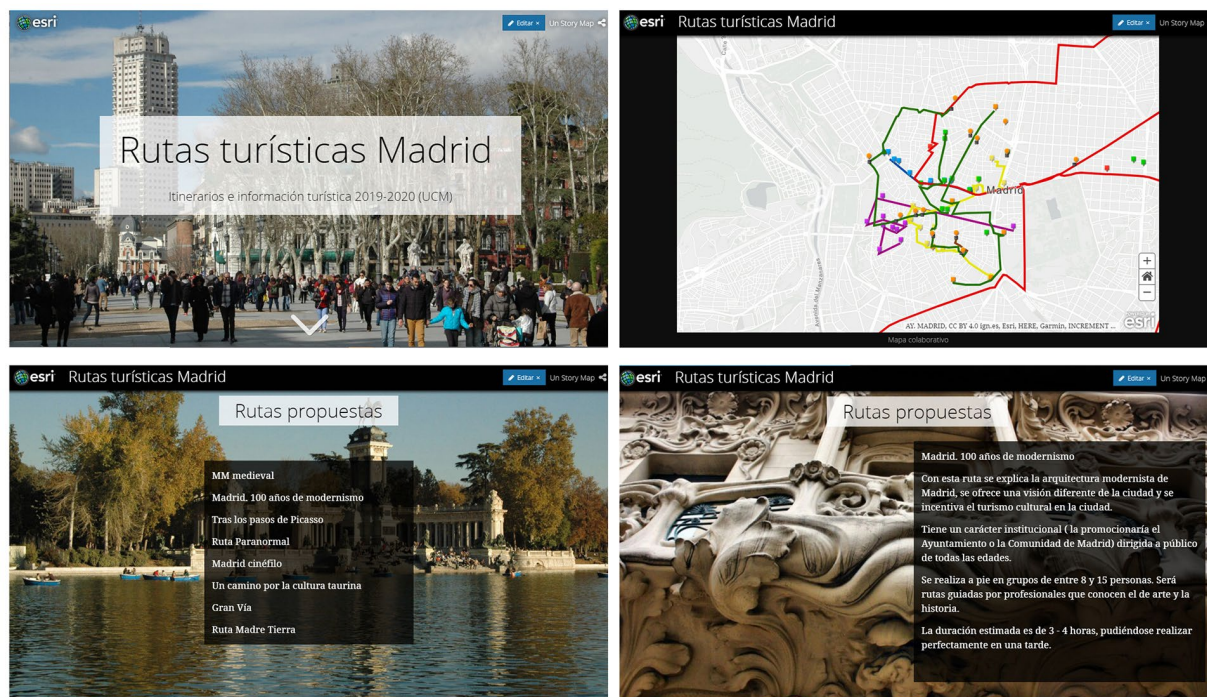 esri
Editar ×
Un Story Map
Rutas turísticas Madrid
Itinerarios e información turística 2019-2020 (UCM)
esri
Rutas turísticas Madrid
Editar ×
Un Story Map
Madrid
+
−
AY. MADRID, CC BY 4.0 ign.es, Esri, HERE, Garmin, INCREMENT ...
esri
Mapa colaborativo
esri
Rutas turísticas Madrid
Editar ×
Un Story Map
Rutas propuestas
MM medieval
Madrid. 100 años de modernismo
Tras los pasos de Picasso
Ruta Paranormal
Madrid cinéfilo
Un camino por la cultura taurina
Gran Vía
Ruta Madre Tierra
esri
Rutas turísticas Madrid
Editar ×
Un Story Map
Rutas propuestas
Madrid. 100 años de modernismo
Con esta ruta se explica la arquitectura modernista de
Madrid, se ofrece una visión diferente de la ciudad y se
incentiva el turismo cultural en la ciudad.
Tiene un carácter institucional ( la promocionaría el
Ayuntamiento o la Comunidad de Madrid) dirigida a público
de todas las edades.
Se realiza a pie en grupos de entre 8 y 15 personas. Será
rutas guiadas por profesionales que conocen el de arte y la
historia.
La duración estimada es de 3 - 4 horas, pudiéndose realizar
perfectamente en una tarde.